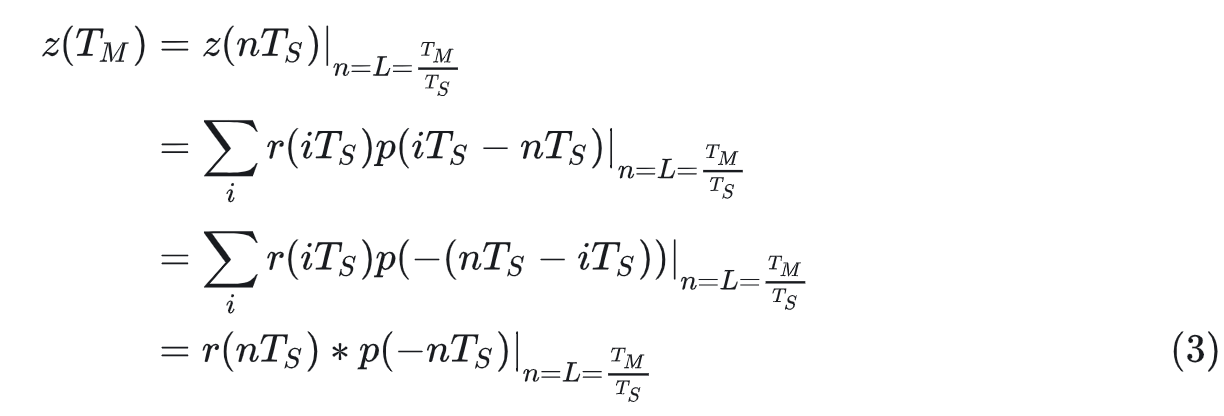 z(T_M) = z(nT_S)|_{n=L=\frac{T_M}{T_S}}
= \sum_i r(iT_S)p(iT_S − nT_S)|_{n=L=\frac{T_M}{T_S}}
= \sum_i r(iT_S)p(−(nT_S − iT_S))|_{n=L=\frac{T_M}{T_S}}
= r(nT_S) ∗ p(−nT_S)|_{n=L=\frac{T_M}{T_S}} (3)